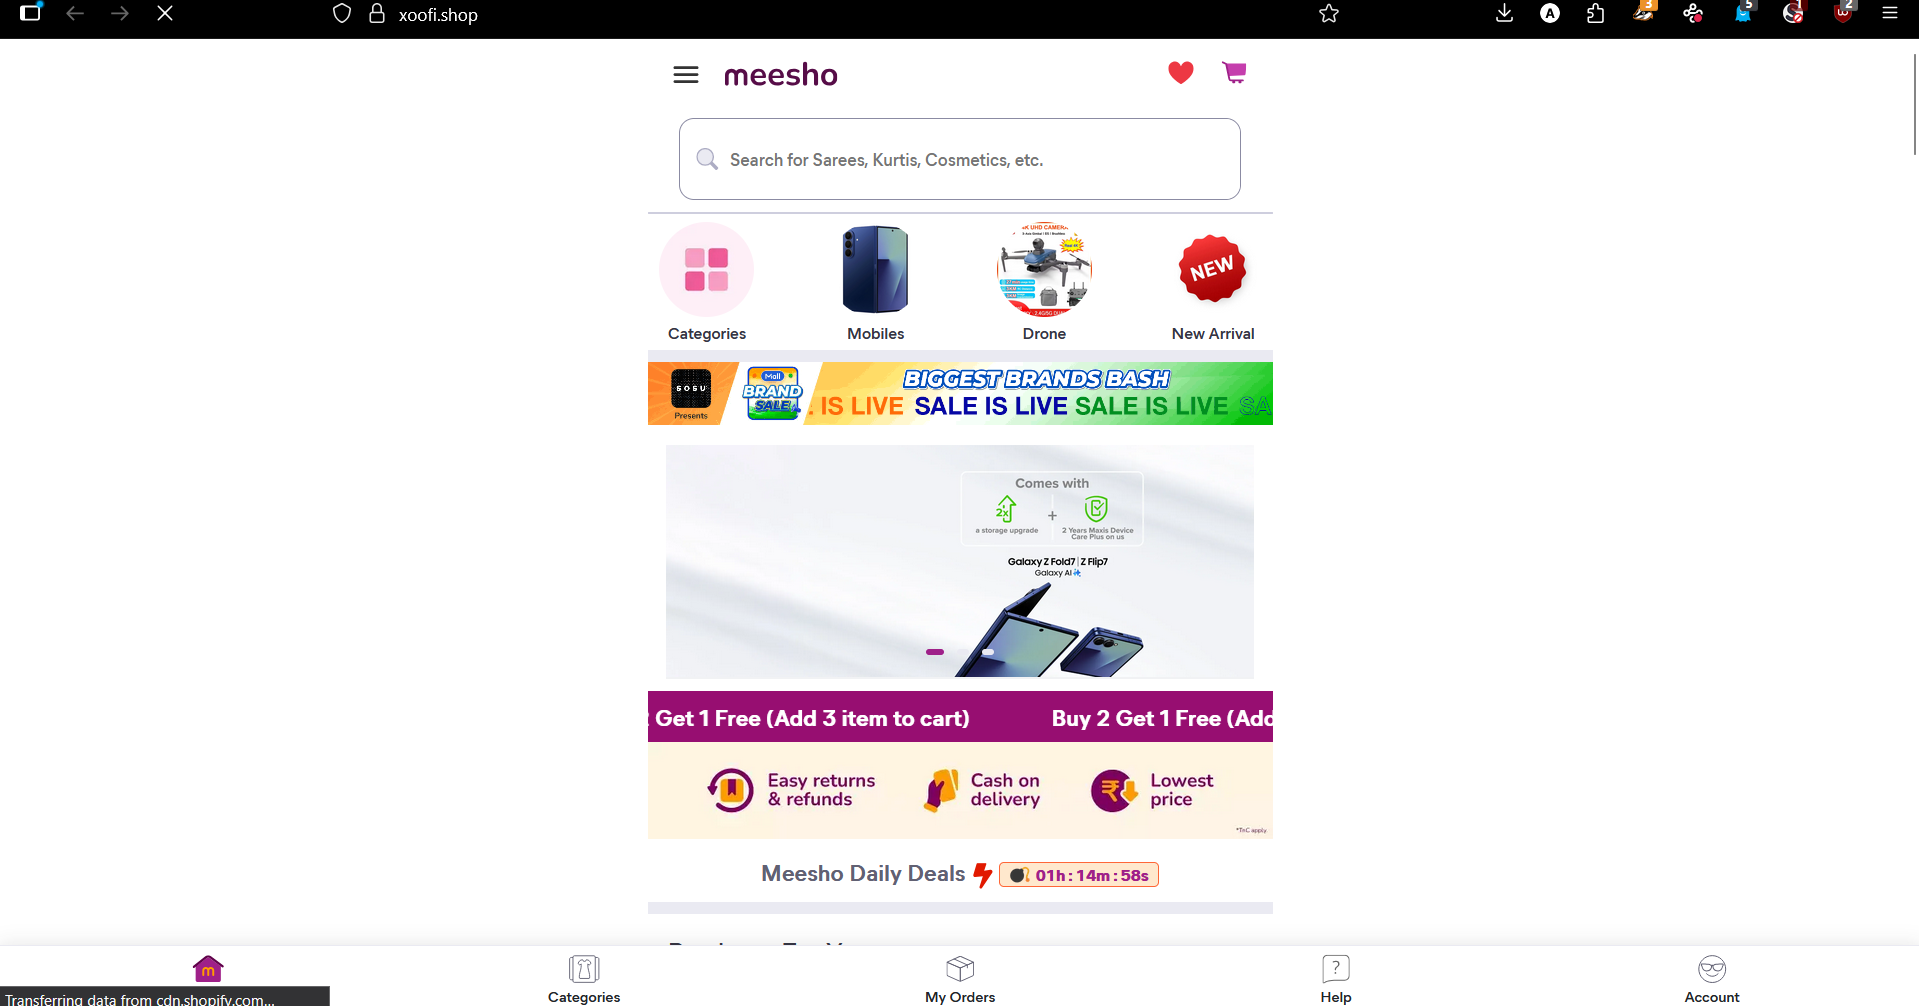 xoofi.shop
A
3
5
1
2
meesho
Search for Sarees, Kurtis, Cosmetics, etc.
NEW
Categories
Mobiles
Drone
New Arrival
SOSU
Presents
Mall
BRAND
SALE
BIGGEST BRANDS BASH
IS LIVE SALE IS LIVE SALE IS LIVE SA
Comes with
2x
+
a storage upgrade
2 Years Maxis Device
Care Plus on us
Galaxy Z Fold7 | Z Flip7
Galaxy AI
Get 1 Free (Add 3 item to cart) Buy 2 Get 1 Free (Add
Easy returns
& refunds
Cash on
delivery
₹
Lowest
price
*TnC apply
Meesho Daily Deals
01h : 14m : 58s
m
?
Categories
My Orders
Help
Account
Transferring data from cdn.shopify.com...